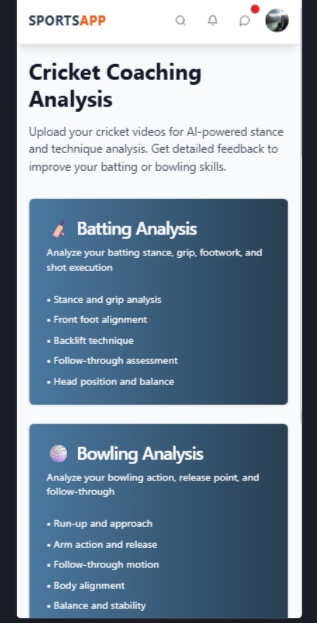 SPORTSAPP
Cricket Coaching
Analysis
Upload your cricket videos for AI-powered stance
and technique analysis. Get detailed feedback to
improve your batting or bowling skills.
Batting Analysis
Analyze your batting stance, grip, footwork, and
shot execution
• Stance and grip analysis
• Front foot alignment
• Backlift technique
• Follow-through assessment
• Head position and balance
Bowling Analysis
Analyze your bowling action, release point, and
follow-through
• Run-up and approach
• Arm action and release
• Follow-through motion
• Body alignment
• Balance and stability